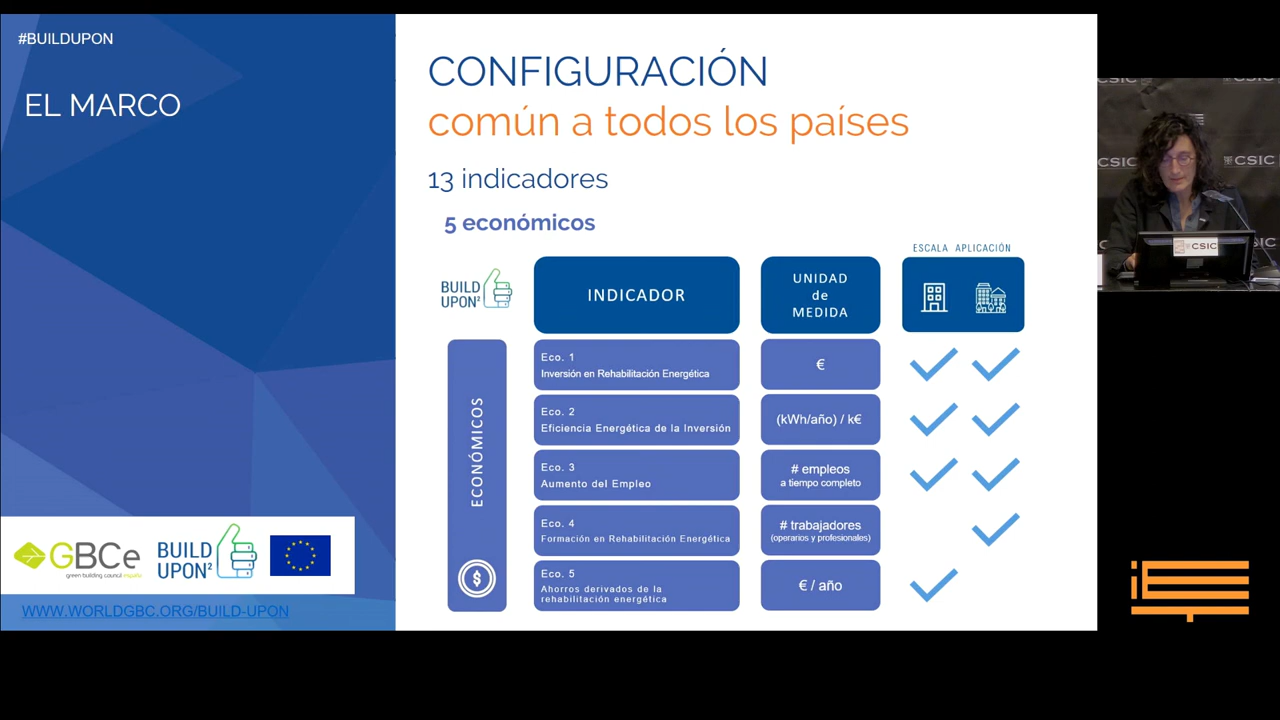 #BUILDUPON
EL MARCO
CONFIGURACIÓN
común a todos los países
13 indicadores
5 económicos
ESCALA APLICACIÓN
BUILD
UPON²
INDICADOR
UNIDAD
de
MEDIDA
ECONÓMICOS
Eco. 1
Inversión en Rehabilitación Energética
€
Eco. 2
Eficiencia Energética de la Inversión
(kWh/año) / k€
Eco. 3
Aumento del Empleo
# empleos
a tiempo completo
Eco. 4
Formación en Rehabilitación Energética
# trabajadores
(operarios y profesionales)
Eco. 5
Ahorros derivados de la
rehabilitación energética
€ / año
$
GBCe
green building council españa
BUILD
UPON²
WWW.WORLDGBC.ORG/BUILD-UPON
CSIC
CSIC
CSIC
CSIC
CSIC